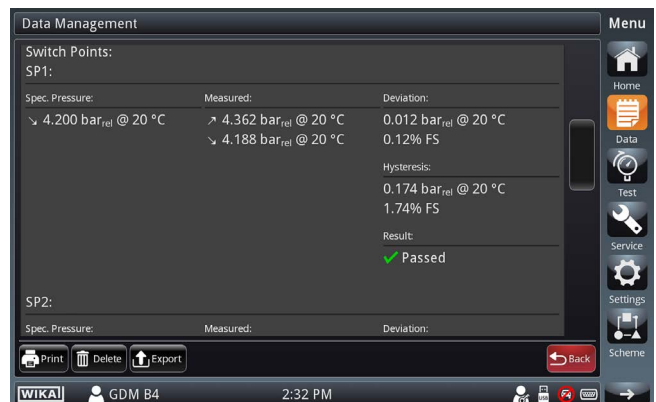 Data Management
Menu
Switch Points:
SP1:
Spec. Pressure: Measured: Deviation:
↘ 4.200 barrel @ 20 °C ↗ 4.362 barrel @ 20 °C 0.012 barrel @ 20 °C
↘ 4.188 barrel @ 20 °C 0.12% FS
Hysteresis:
0.174 barrel @ 20 °C
1.74% FS
Result:
✓ Passed
SP2:
Spec. Pressure: Measured: Deviation:
Home
Data
Test
Service
Settings
Scheme
Print Delete Export Back
WIKAI GDM B4 2:32 PM
USB